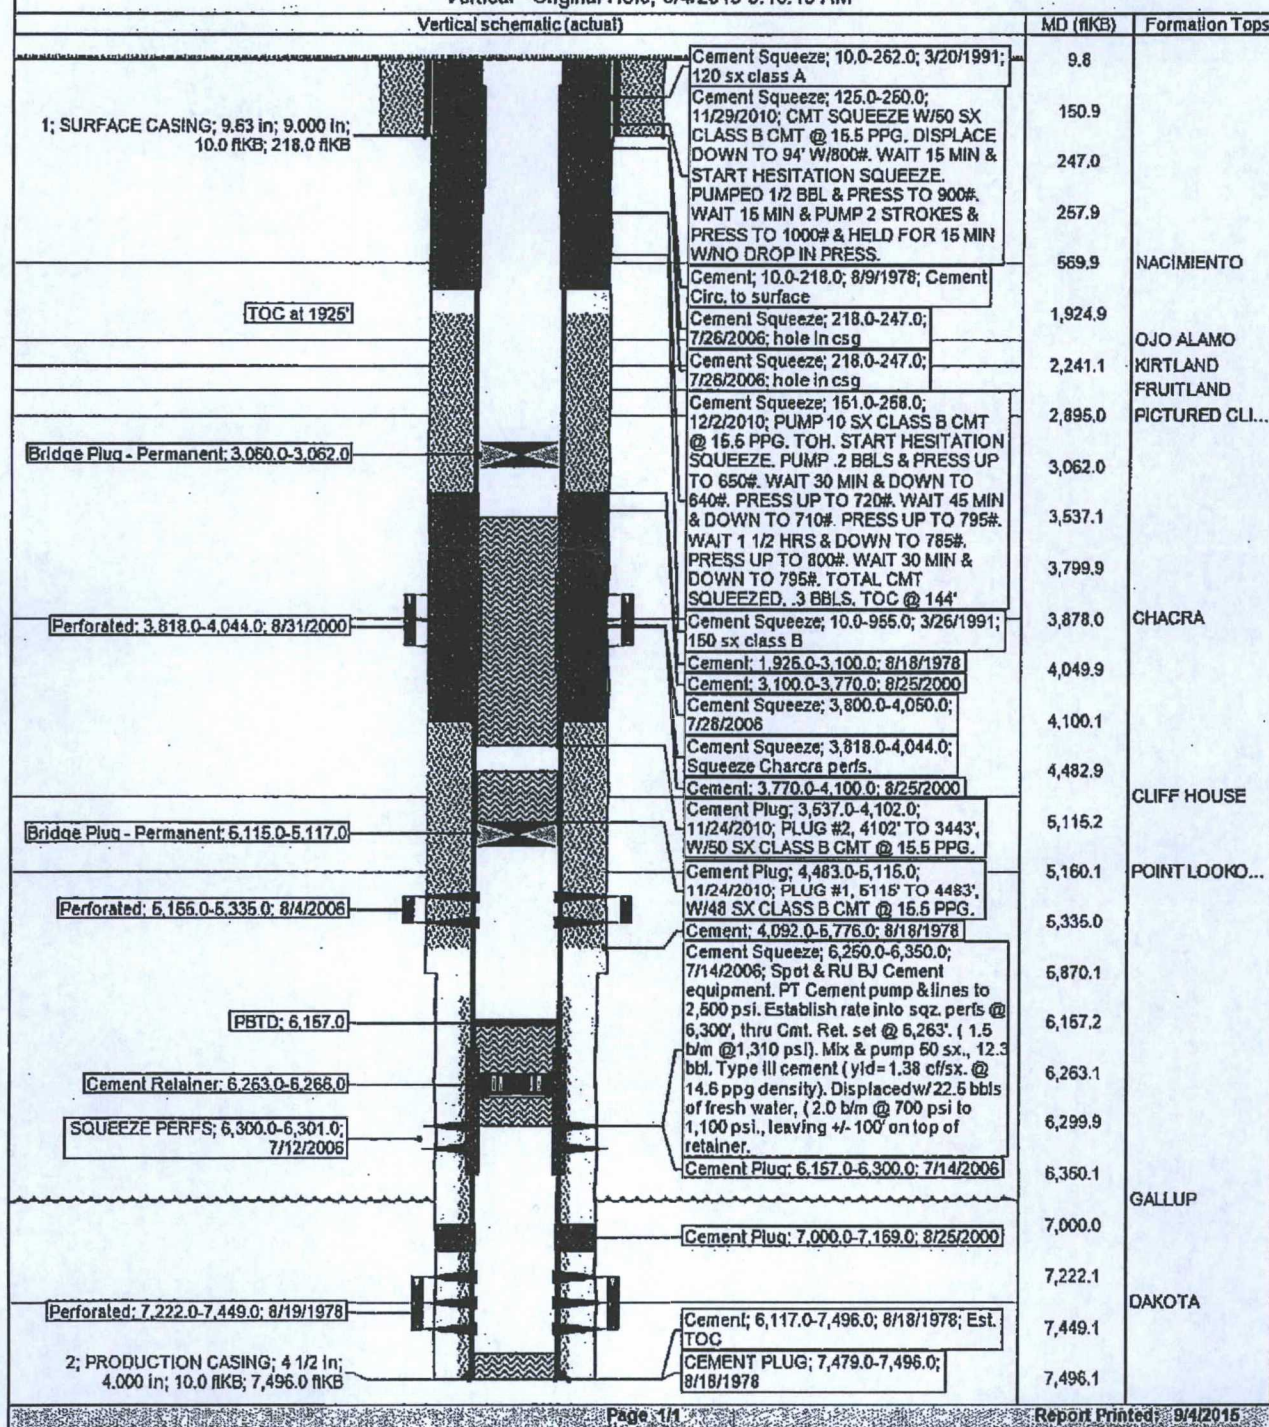 Vertical schematic (actual)
MD (ftKB)
Formation Tops
1; SURFACE CASING; 9.63 in; 9.000 in;
10.0 ftKB; 218.0 ftKB
TOC at 1925'
Bridge Plug - Permanent; 3,060.0-3,062.0
Perforated; 3,818.0-4,044.0; 8/31/2000
Bridge Plug - Permanent; 5,115.0-5,117.0
Perforated; 5,155.0-5,335.0; 8/4/2006
PBTD; 6,157.0
Cement Retainer; 6,263.0-6,266.0
SQUEEZE PERFS; 6,300.0-6,301.0;
7/12/2006
Perforated; 7,222.0-7,449.0; 8/19/1978
2; PRODUCTION CASING; 4 1/2 in;
4.000 in; 10.0 ftKB; 7,496.0 ftKB
Cement Squeeze; 10.0-262.0; 3/20/1991;
120 sx class A
Cement Squeeze; 125.0-250.0;
11/29/2010; CMT SQUEEZE W/50 SX
CLASS B CMT @ 15.5 PPG. DISPLACE
DOWN TO 94' W/800#. WAIT 15 MIN &
START HESITATION SQUEEZE.
PUMPED 1/2 BBL & PRESS TO 900#.
WAIT 15 MIN & PUMP 2 STROKES &
PRESS TO 1000# & HELD FOR 15 MIN
W/NO DROP IN PRESS.
Cement; 10.0-218.0; 8/9/1978; Cement
Circ. to surface
Cement Squeeze; 218.0-247.0;
7/26/2006; hole in csg
Cement Squeeze; 218.0-247.0;
7/26/2006; hole in csg
Cement Squeeze; 151.0-258.0;
12/2/2010; PUMP 10 SX CLASS B CMT
@ 15.5 PPG. TOH. START HESITATION
SQUEEZE. PUMP .2 BBLS & PRESS UP
TO 650#. WAIT 30 MIN & DOWN TO
640#. PRESS UP TO 720#. WAIT 45 MIN
& DOWN TO 710#. PRESS UP TO 795#.
WAIT 1 1/2 HRS & DOWN TO 785#.
PRESS UP TO 800#. WAIT 30 MIN &
DOWN TO 795#. TOTAL CMT
SQUEEZED. .3 BBLS. TOC @ 144'
Cement Squeeze; 10.0-955.0; 3/26/1991;
150 sx class B
Cement; 1,925.0-3,100.0; 8/18/1978
Cement; 3,100.0-3,770.0; 8/25/2000
Cement Squeeze; 3,800.0-4,050.0;
7/28/2006
Cement Squeeze; 3,818.0-4,044.0;
Squeeze Charcra perfs.
Cement; 3,770.0-4,100.0; 8/25/2000
Cement Plug; 3,537.0-4,102.0;
11/24/2010; PLUG #2, 4102' TO 3443',
W/50 SX CLASS B CMT @ 15.5 PPG.
Cement Plug; 4,483.0-5,115.0;
11/24/2010; PLUG #1, 5115' TO 4483',
W/48 SX CLASS B CMT @ 15.5 PPG.
Cement; 4,092.0-5,776.0; 8/18/1978
Cement Squeeze; 6,250.0-6,350.0;
7/14/2006; Spot & RU BJ Cement
equipment. PT Cement pump & lines to
2,500 psi. Establish rate into sqz. perfs @
6,300', thru Cmt. Ret. set @ 6,263'. ( 1.5
b/m @1,310 psi). Mix & pump 50 sx., 12.3
bbl. Type III cement ( yld= 1.38 cf/sx. @
14.6 ppg density). Displaced w/ 22.5 bbls
of fresh water, ( 2.0 b/m @ 700 psi to
1,100 psi., leaving +/- 100' on top of
retainer.
Cement Plug; 6,157.0-6,300.0; 7/14/2006
Cement Plug; 7,000.0-7,159.0; 8/25/2000
Cement; 6,117.0-7,496.0; 8/18/1978; Est.
TOC
CEMENT PLUG; 7,479.0-7,496.0;
8/18/1978
9.8
150.9
247.0
257.9
569.9
1,924.9
2,241.1
2,895.0
3,062.0
3,537.1
3,799.9
3,878.0
4,049.9
4,100.1
4,482.9
5,115.2
5,160.1
5,335.0
5,870.1
6,157.2
6,263.1
6,299.9
6,350.1
7,000.0
7,222.1
7,449.1
7,496.1
NACIMIENTO
OJO ALAMO
KIRTLAND
FRUITLAND
PICTURED CLI...
CHACRA
CLIFF HOUSE
POINT LOOKO...
GALLUP
DAKOTA
Page 1/1
Report Printed: 9/4/2015